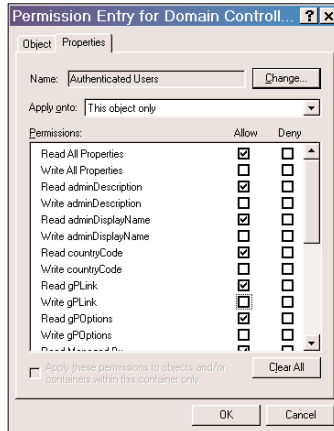 Permission Entry for Domain Controll... ? x
Object Properties
Name: Authenticated Users Change...
Apply onto: This object only
Permissions: Allow Deny
Read All Properties
Write All Properties
Read adminDescription
Write adminDescription
Read adminDisplayName
Write adminDisplayName
Read countryCode
Write countryCode
Read gPLink
Write gPLink
Read gPOptions
Write gPOptions
Read Managed By
Apply these permissions to objects and/or
containers within this container only
Clear All
OK Cancel